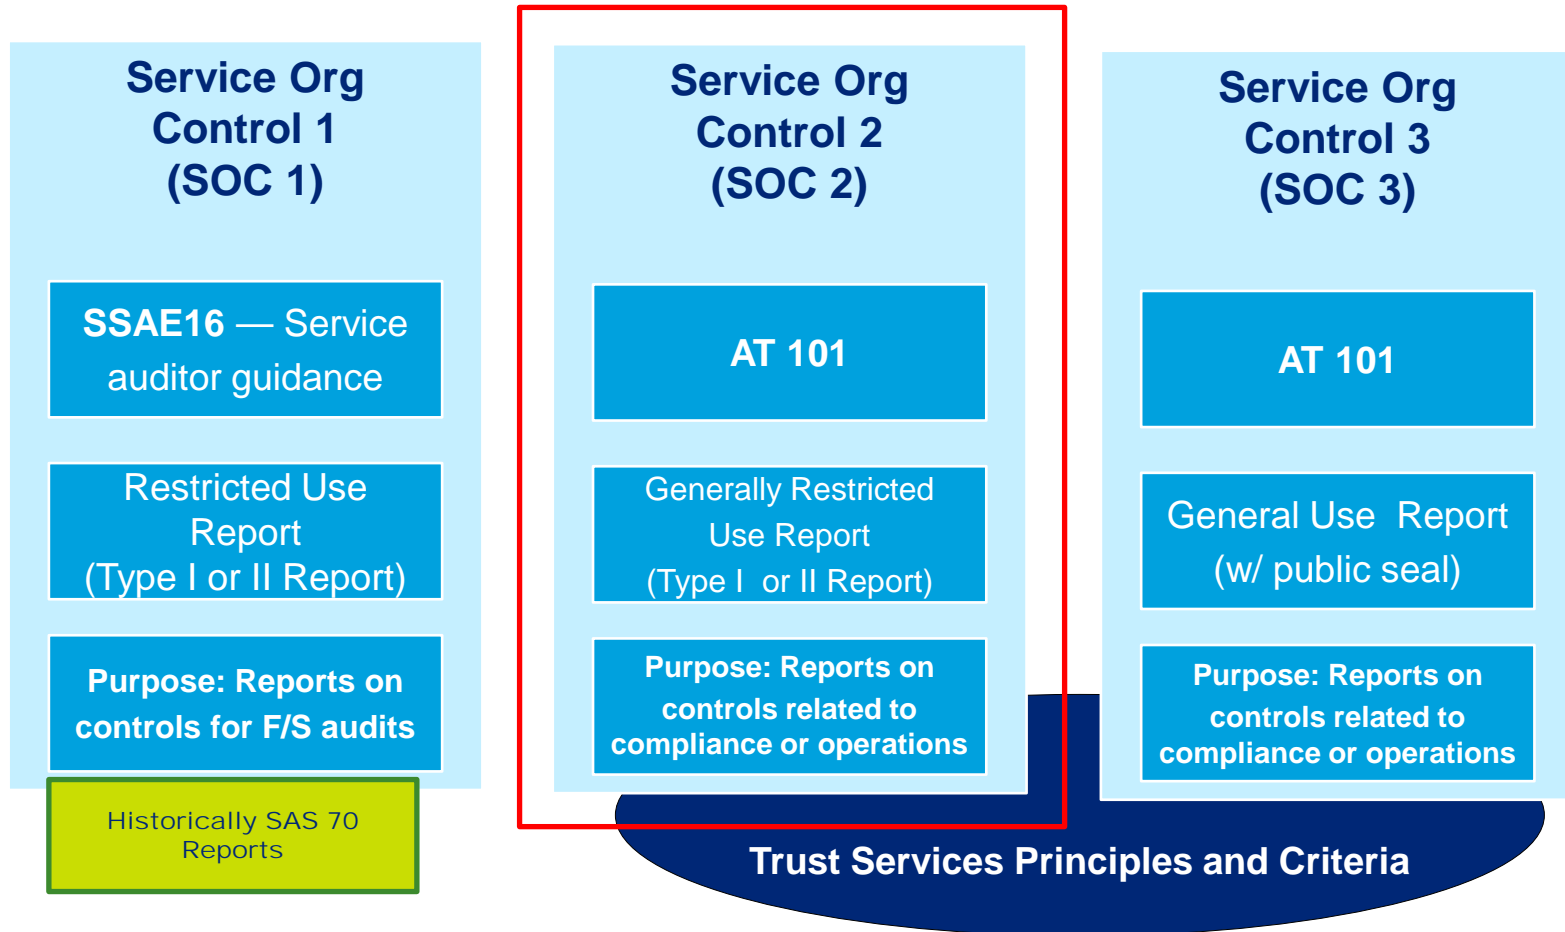 Service Org
Control 1
(SOC 1)
SSAE16 — Service
auditor guidance
Restricted Use
Report
(Type I or II Report)
Purpose: Reports on
controls for F/S audits
Historically SAS 70
Reports
Service Org
Control 2
(SOC 2)
AT 101
Generally Restricted
Use Report
(Type I or II Report)
Purpose: Reports on
controls related to
compliance or operations
Service Org
Control 3
(SOC 3)
AT 101
General Use Report
(w/ public seal)
Purpose: Reports on
controls related to
compliance or operations
Trust Services Principles and Criteria